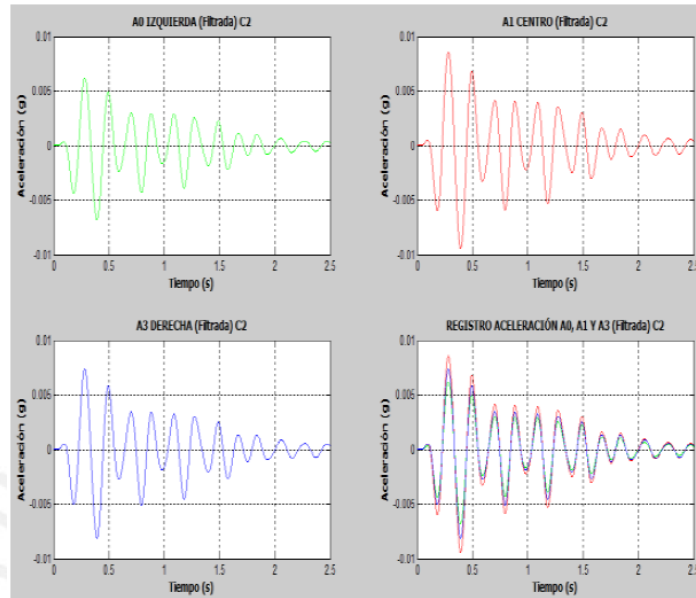 A0 IZQUIERDA (Filtrada) C2
Aceleración (g)
0.01
0.005
0
-0.005
-0.01
0 0.5 1 1.5 2 2.5
Tiempo (s)
A1 CENTRO (Filtrada) C2
Aceleración (g)
0.01
0.005
0
-0.005
-0.01
0 0.5 1 1.5 2 2.5
Tiempo (s)
A3 DERECHA (Filtrada) C2
Aceleración (g)
0.01
0.005
0
-0.005
-0.01
0 0.5 1 1.5 2 2.5
Tiempo (s)
REGISTRO ACELERACIÓN A0, A1 Y A3 (Filtrada) C2
Aceleración (g)
0.01
0.005
0
-0.005
-0.01
0 0.5 1 1.5 2 2.5
Tiempo (s)